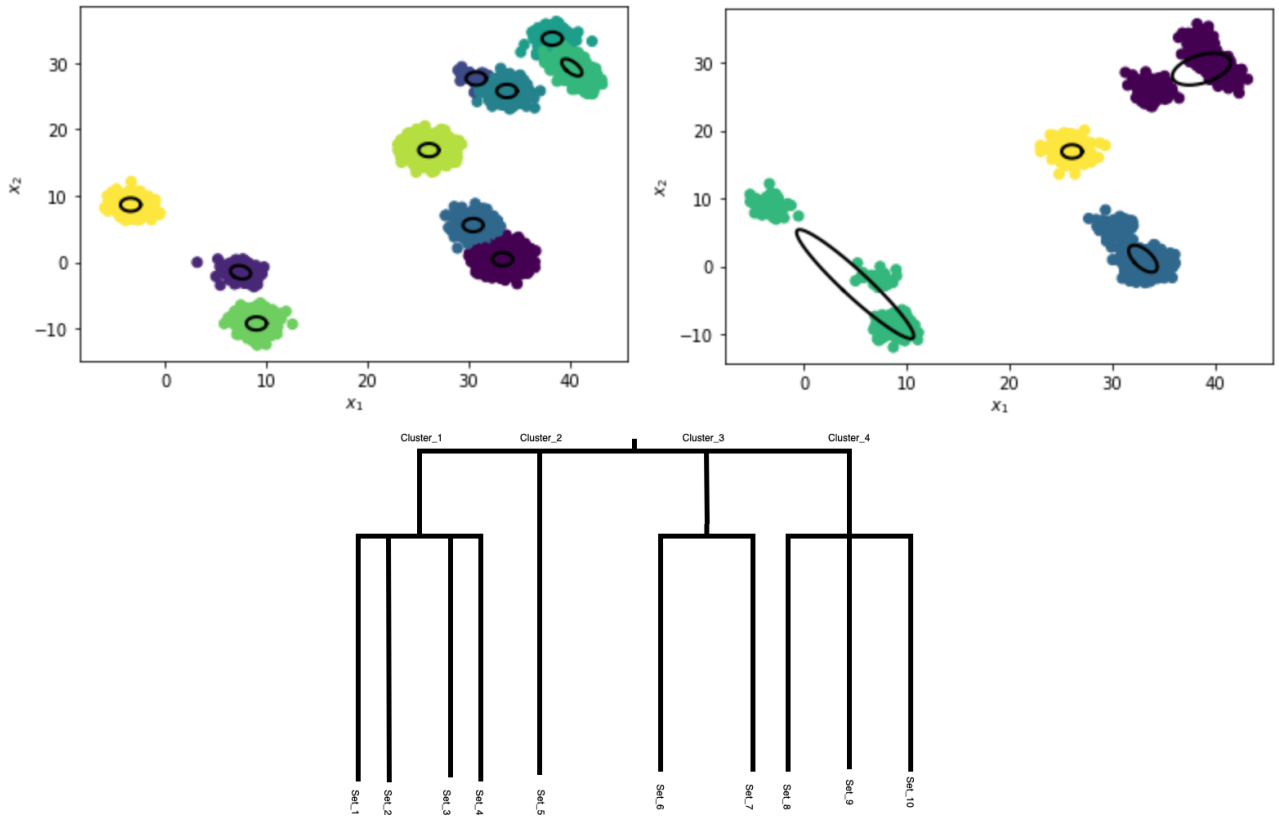 30
20
10
0
−10
x₂
0
10
20
30
40
x₁
30
20
10
0
−10
x₂
0
10
20
30
40
x₁
Cluster_1
Cluster_2
Cluster_3
Cluster_4
Set_1
Set_2
Set_3
Set_4
Set_5
Set_6
Set_7
Set_8
Set_9
Set_10